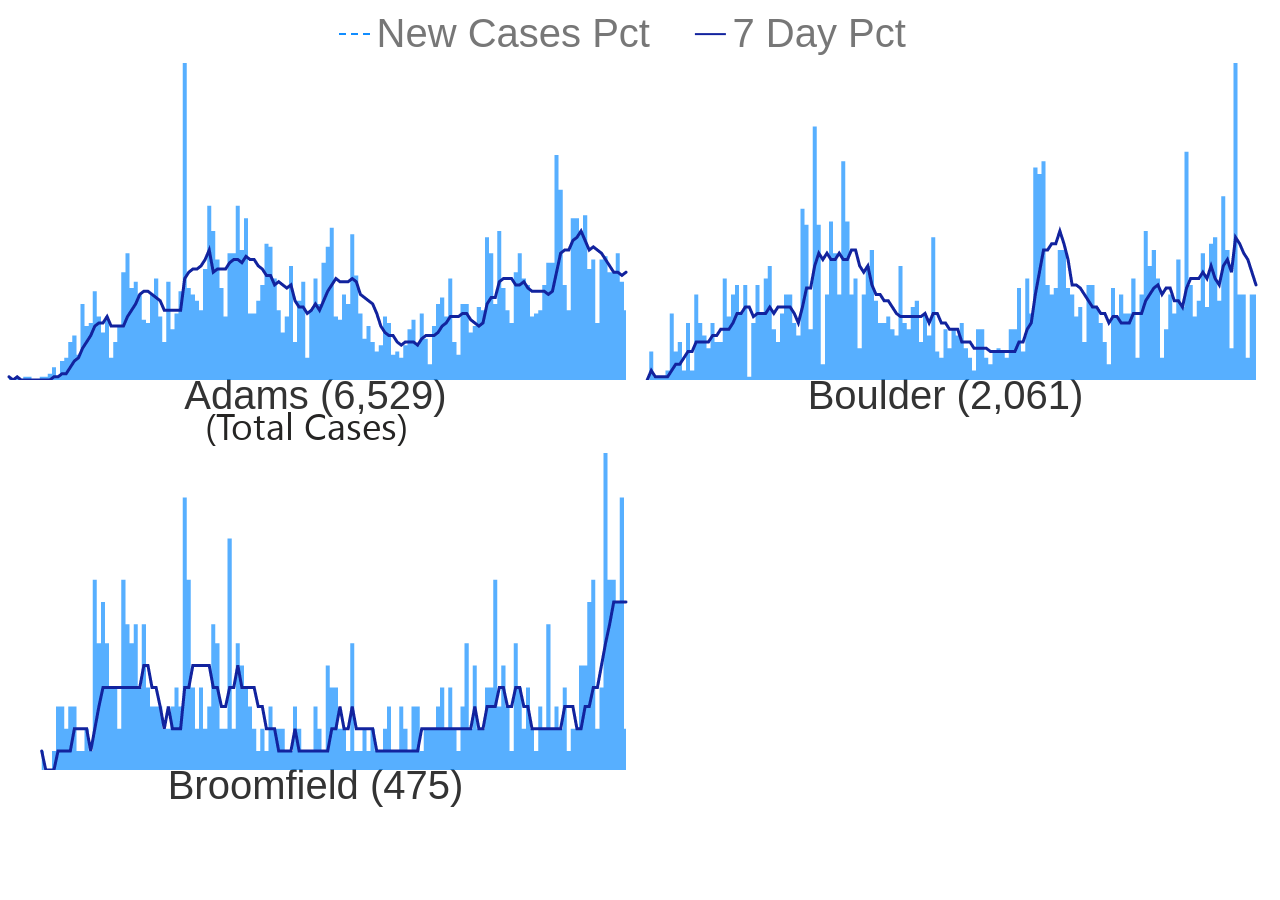 New Cases Pct 7 Day Pct
Adams (6,529) Boulder (2,061)
(Total Cases)
Broomfield (475)